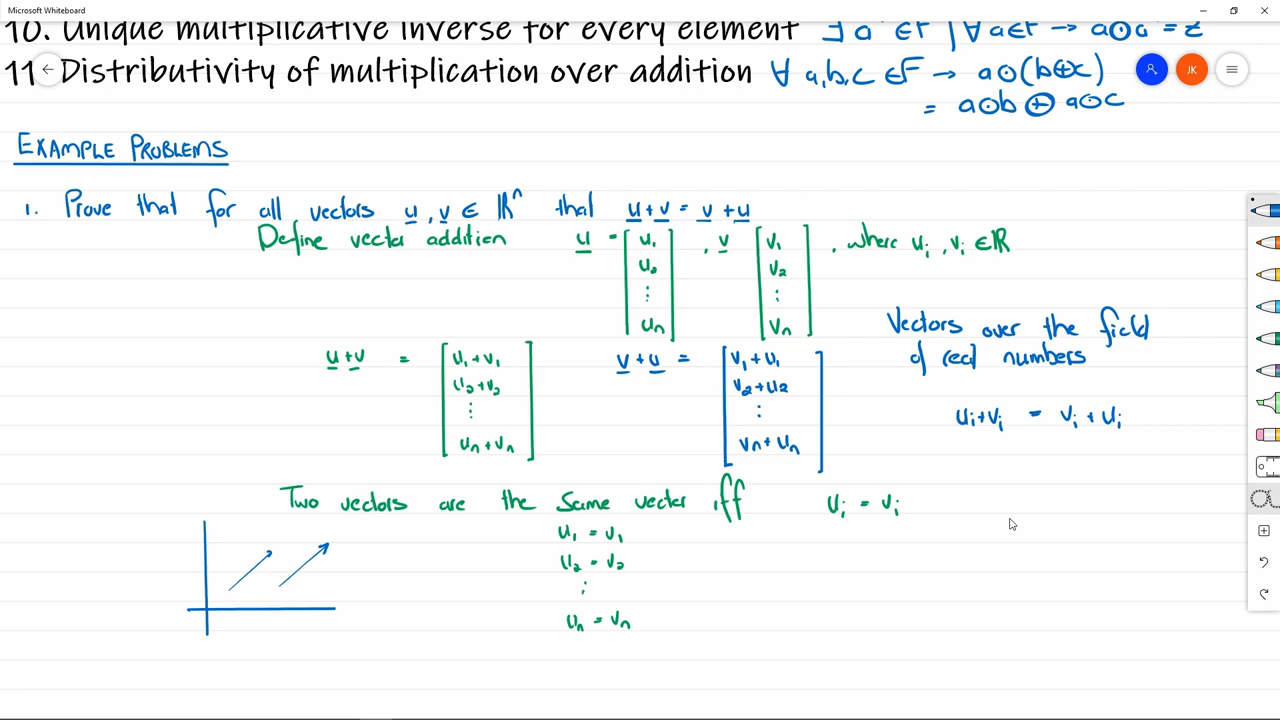 Microsoft Whiteboard
10. Unique multiplicative inverse for every element ∃ a' ∈ F | ∀ a∈F → a⊙a' = z
11. Distributivity of multiplication over addition ∀ a,b,c ∈ F → a⊙(b⊕c)
= a⊙b ⊕ a⊙c
JK
EXAMPLE PROBLEMS
1. Prove that for all vectors u, v ∈ ℝⁿ that u+v = v+u
Define vector addition u = [u₁ u₂ ⋮ uₙ] , v [v₁ v₂ ⋮ vₙ] , where uᵢ, vᵢ ∈ ℝ
Vectors over the field
of real numbers
u+v = [u₁+v₁ u₂+v₂ ⋮ uₙ+vₙ] v+u = [v₁+u₁ v₂+u₂ ⋮ vₙ+uₙ]
uᵢ+vᵢ = vᵢ+uᵢ
Two vectors are the same vector iff uᵢ = vᵢ
u₁ = v₁
u₂ = v₂
⋮
uₙ = vₙ